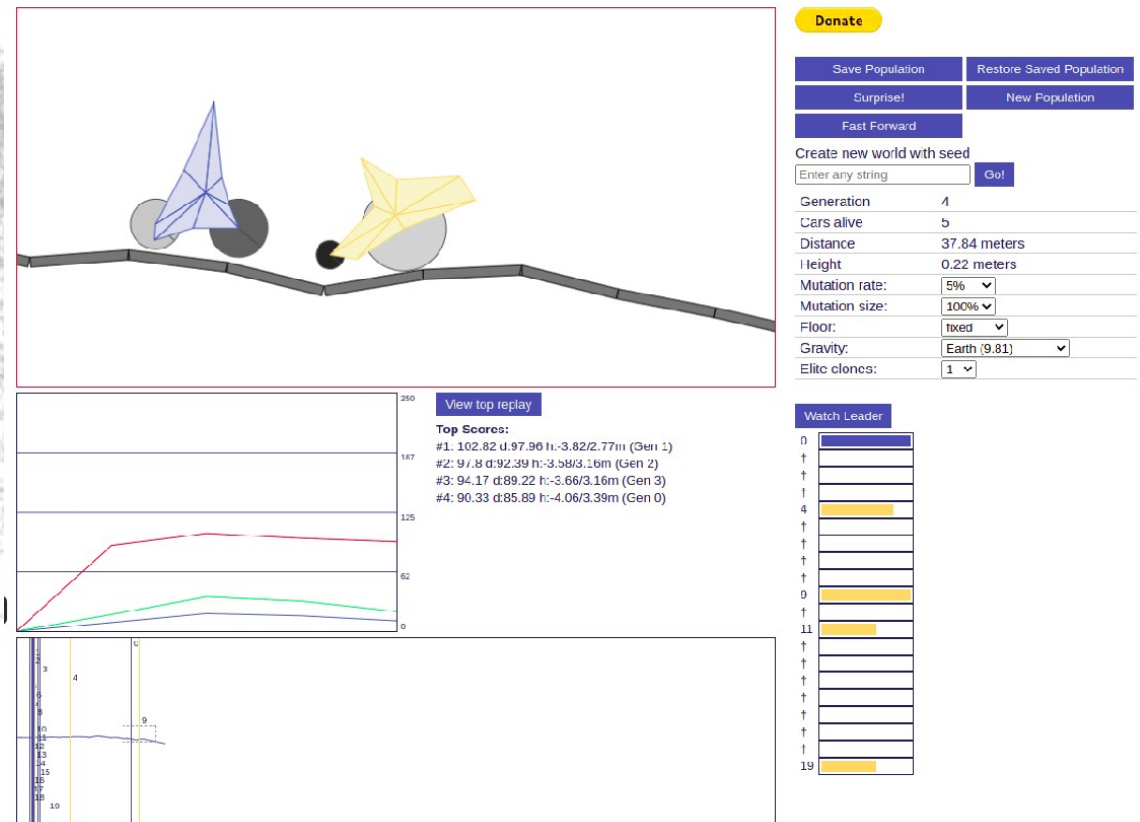 Donate
Save Population
Restore Saved Population
Surprise!
New Population
Fast Forward
Create new world with seed
Enter any string
Go!
Generation 4
Cars alive 5
Distance 37.84 meters
Height 0.22 meters
Mutation rate: 5%
Mutation size: 100%
Floor: fixed
Gravity: Earth (9.81)
Elite clones: 1
250
187
125
62
0
View top replay
Top Scores:
#1: 102.82 d:97.96 h:-3.82/2.77m (Gen 1)
#2: 97.8 d:92.39 h:-3.58/3.16m (Gen 2)
#3: 94.17 d:89.22 h:-3.66/3.16m (Gen 3)
#4: 90.33 d:85.89 h:-4.06/3.39m (Gen 0)
Watch Leader
0
†
†
†
4
†
†
†
†
9
†
11
†
†
†
†
†
†
†
19
0
2
3
4
6
8
9
10
11
12
13
14
15
16
17
18